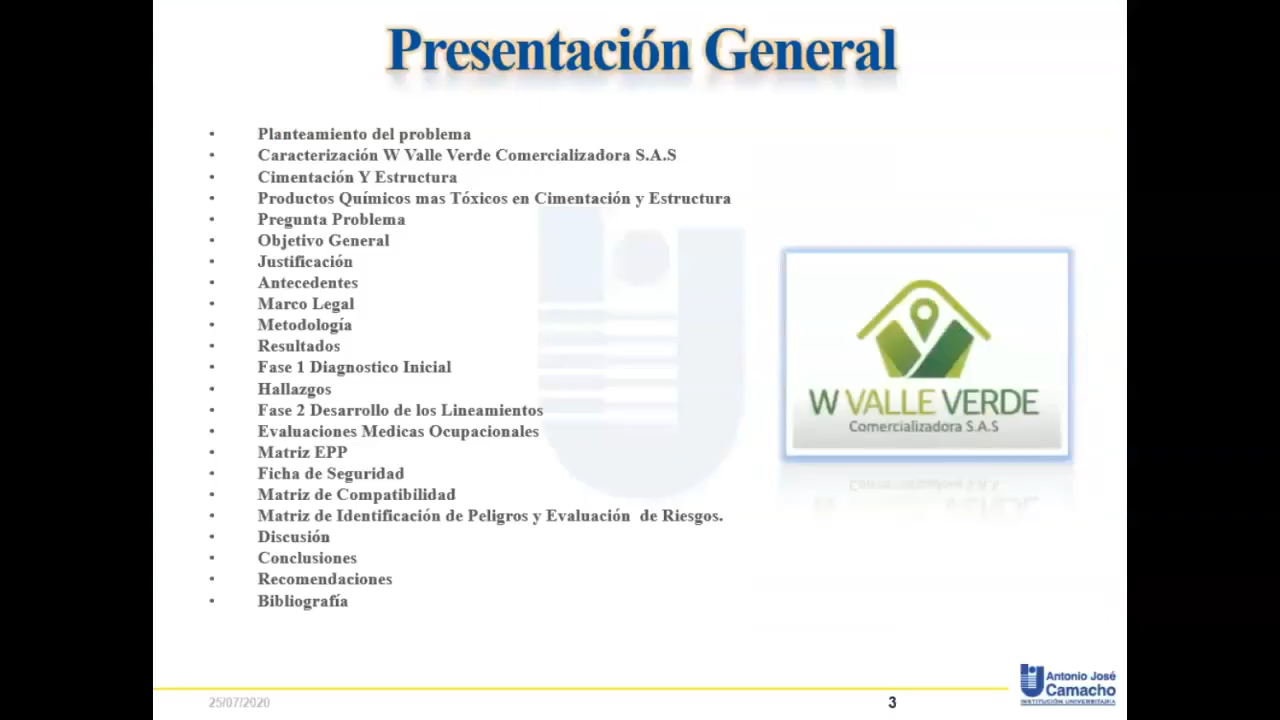 Presentación General
• Planteamiento del problema
• Caracterización W Valle Verde Comercializadora S.A.S
• Cimentación Y Estructura
• Productos Químicos mas Tóxicos en Cimentación y Estructura
• Pregunta Problema
• Objetivo General
• Justificación
• Antecedentes
• Marco Legal
• Metodología
• Resultados
• Fase 1 Diagnostico Inicial
• Hallazgos
• Fase 2 Desarrollo de los Lineamientos
• Evaluaciones Medicas Ocupacionales
• Matriz EPP
• Ficha de Seguridad
• Matriz de Compatibilidad
• Matriz de Identificación de Peligros y Evaluación de Riesgos.
• Discusión
• Conclusiones
• Recomendaciones
• Bibliografía
W VALLE VERDE
Comercializadora S.A.S
25/07/2020
3
Antonio José
Camacho
INSTITUCIÓN UNIVERSITARIA